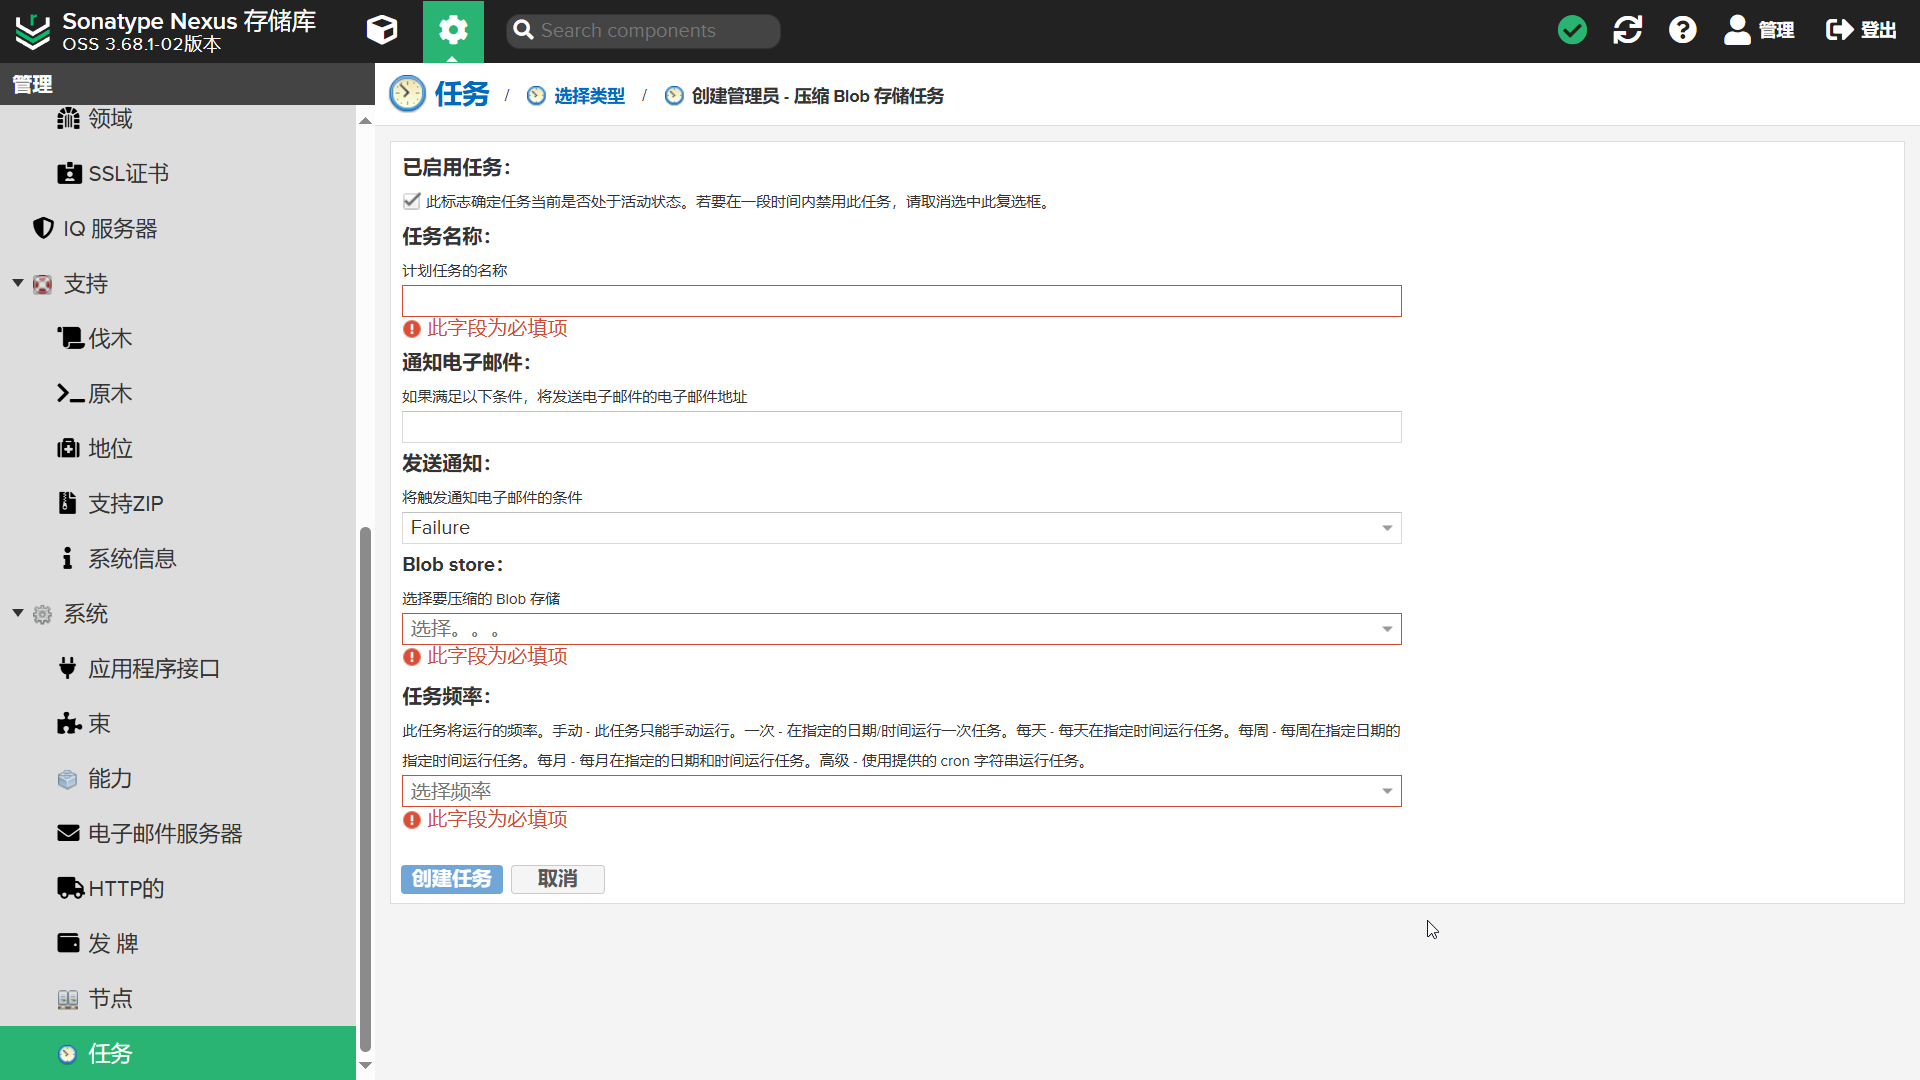 Sonatype Nexus 存储库
OSS 3.68.1-02版本
Search components
管理
登出
管理
任务 / 选择类型 / 创建管理员 - 压缩 Blob 存储任务
领域
SSL证书
IQ 服务器
支持
伐木
原木
地位
支持ZIP
系统信息
系统
应用程序接口
束
能力
电子邮件服务器
HTTP的
发 牌
节点
任务
已启用任务：
此标志确定任务当前是否处于活动状态。若要在一段时间内禁用此任务，请取消选中此复选框。
任务名称：
计划任务的名称
此字段为必填项
通知电子邮件：
如果满足以下条件，将发送电子邮件的电子邮件地址
发送通知：
将触发通知电子邮件的条件
Failure
Blob store：
选择要压缩的 Blob 存储
选择。。。
此字段为必填项
任务频率：
此任务将运行的频率。手动 - 此任务只能手动运行。一次 - 在指定的日期/时间运行一次任务。每天 - 每天在指定时间运行任务。每周 - 每周在指定日期的
指定时间运行任务。每月 - 每月在指定的日期和时间运行任务。高级 - 使用提供的 cron 字符串运行任务。
选择频率
此字段为必填项
创建任务
取消